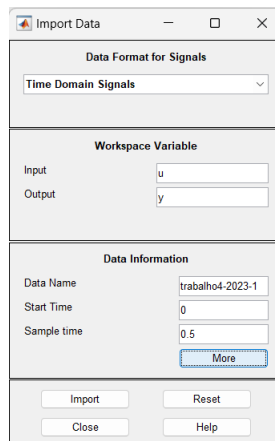 Import Data
Data Format for Signals
Time Domain Signals
Workspace Variable
Input u
Output y
Data Information
Data Name trabalho4-2023-1
Start Time 0
Sample time 0.5
More
Import Reset
Close Help